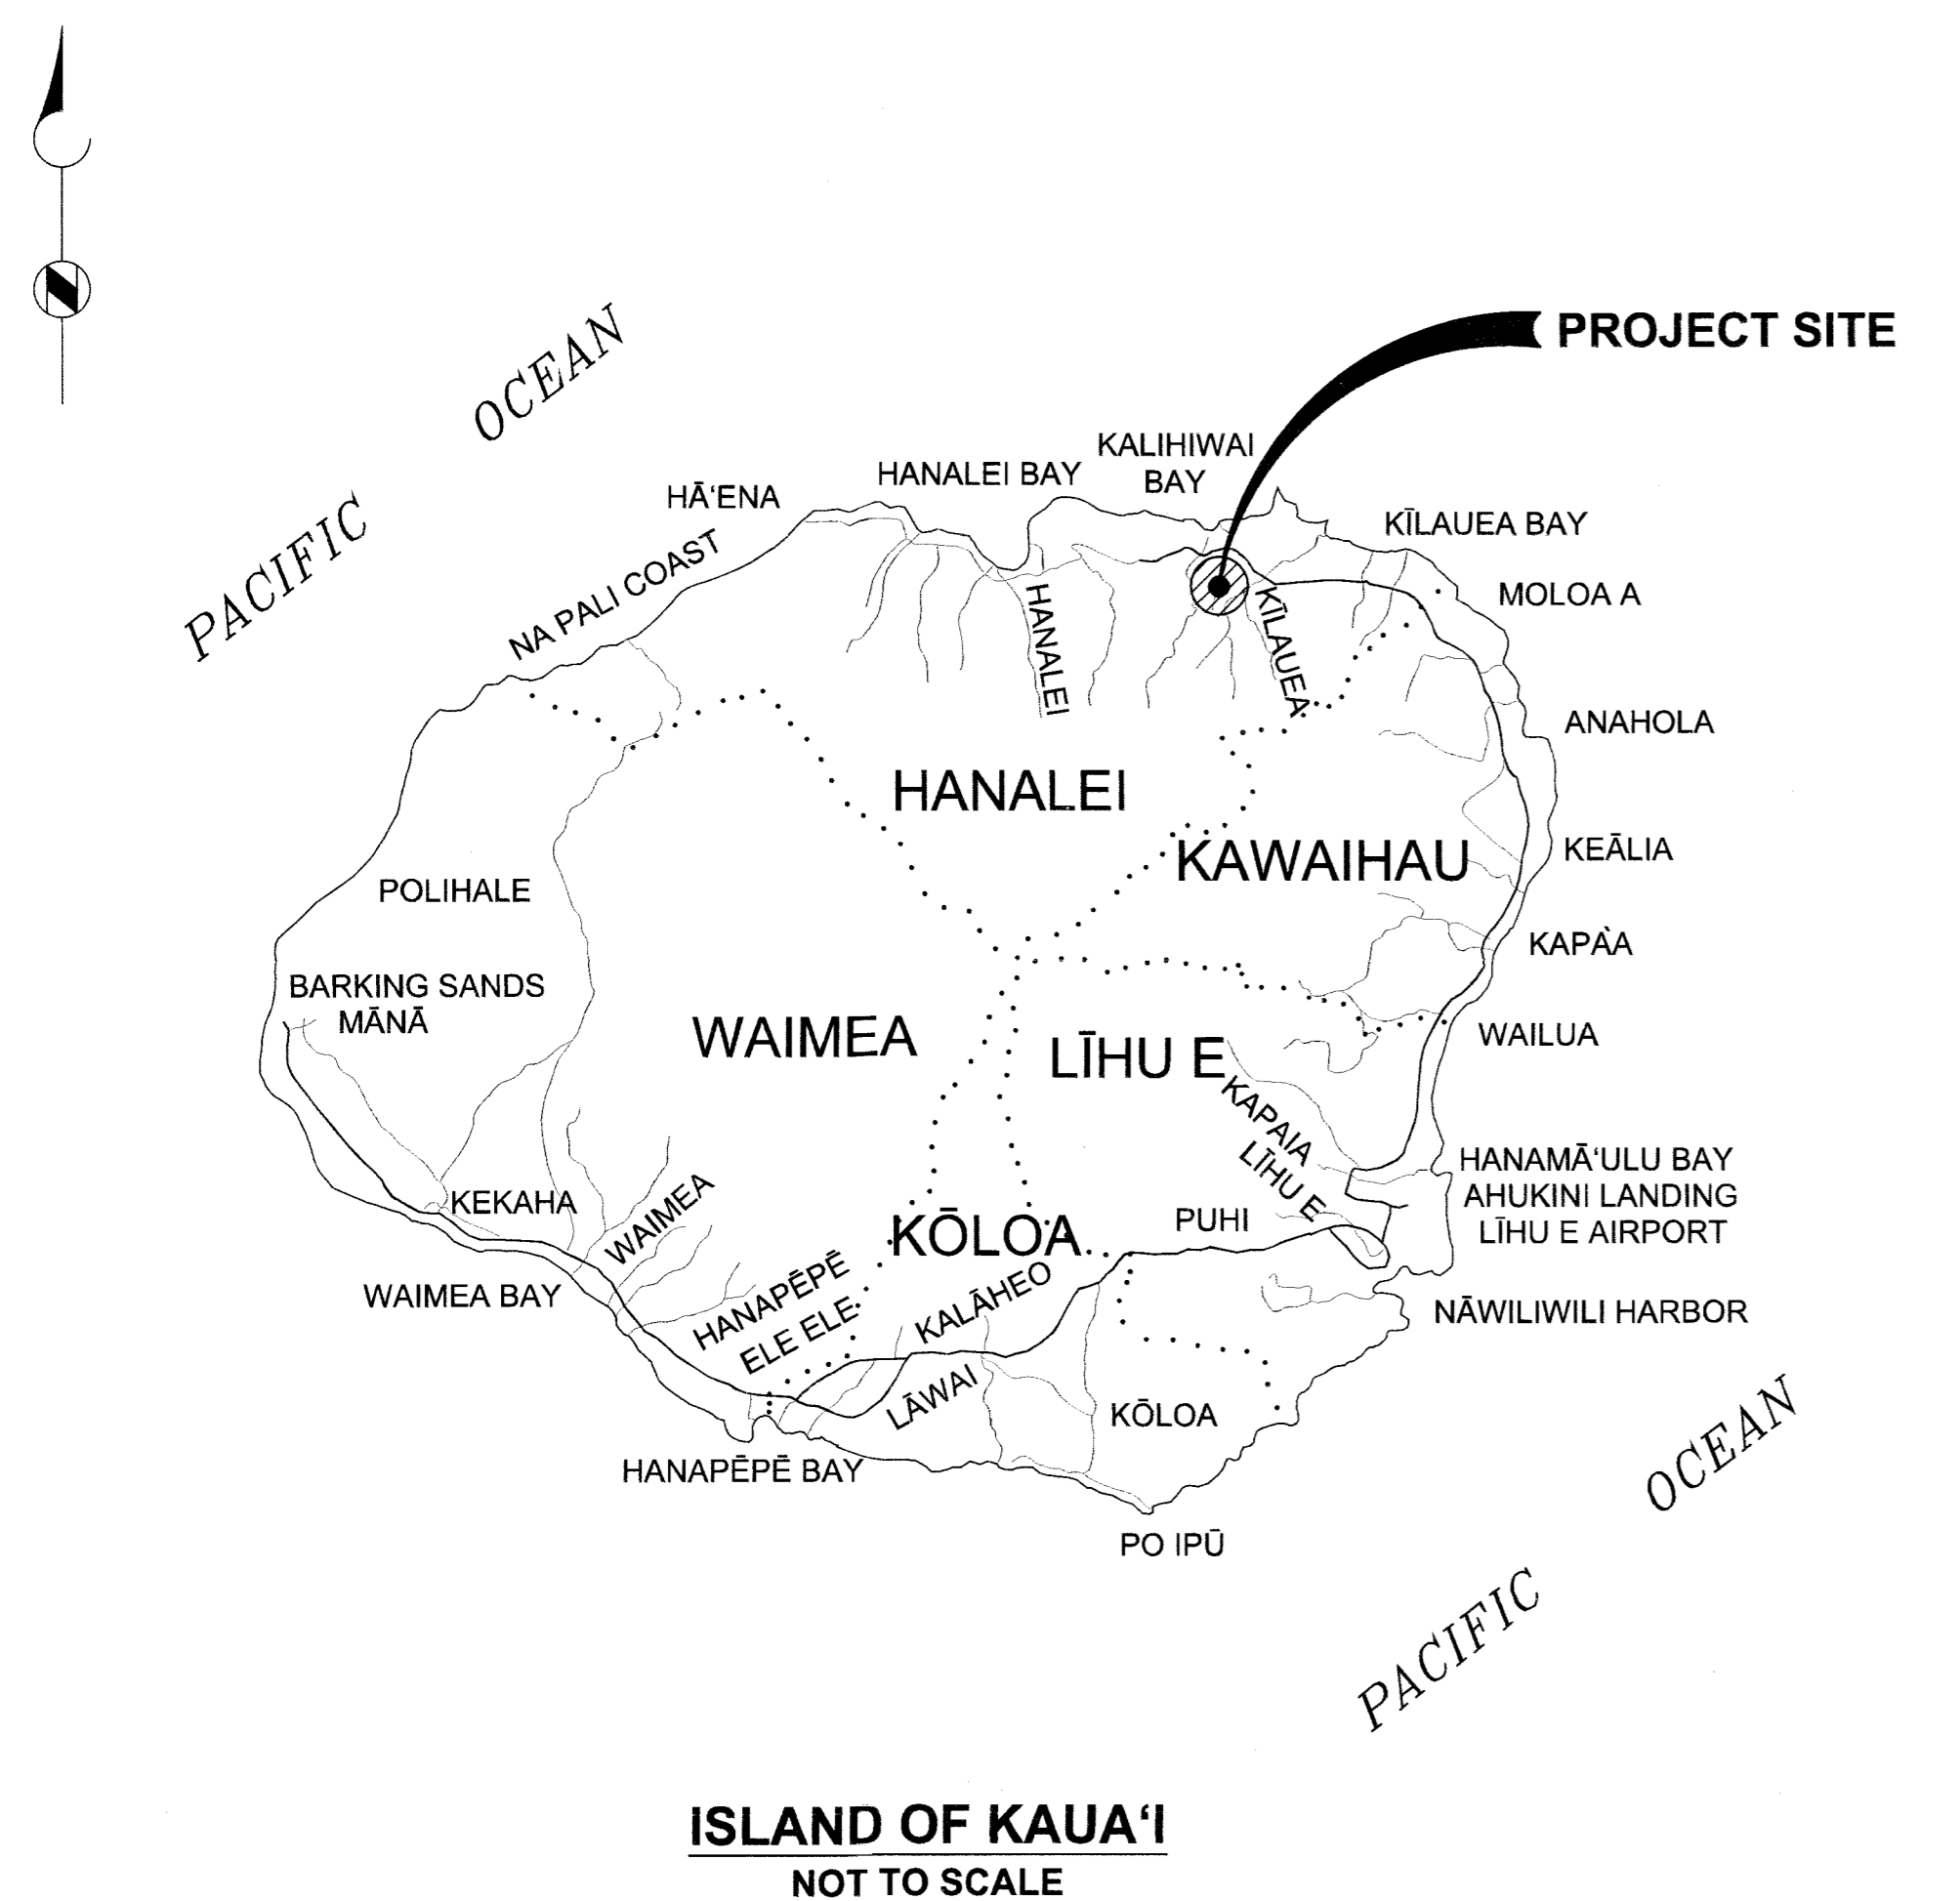 N
OCEAN
PACIFIC
PROJECT SITE
KALIHIWAI
BAY
HANALEI BAY
HĀ‘ENA
NA PALI COAST
KĪLAUEA BAY
MOLOA A
HANALEI
KĪLAUEA
ANAHOLA
HANALEI
KAWAIHAU
KEĀLIA
POLIHALE
KAPÀA
BARKING SANDS
MĀNĀ
WAIMEA
LĪHU E
WAILUA
KAPAIA
LĪHU E
HANAMĀ‘ULU BAY
AHUKINI LANDING
LĪHU E AIRPORT
KEKAHA
WAIMEA
KŌLOA
PUHI
WAIMEA BAY
HANAPĒPĒ
ELE ELE
KALĀHEO
NĀWILIWILI HARBOR
LĀWAI
KŌLOA
HANAPĒPĒ BAY
PO IPŪ
OCEAN
PACIFIC
ISLAND OF KAUA‘I
NOT TO SCALE